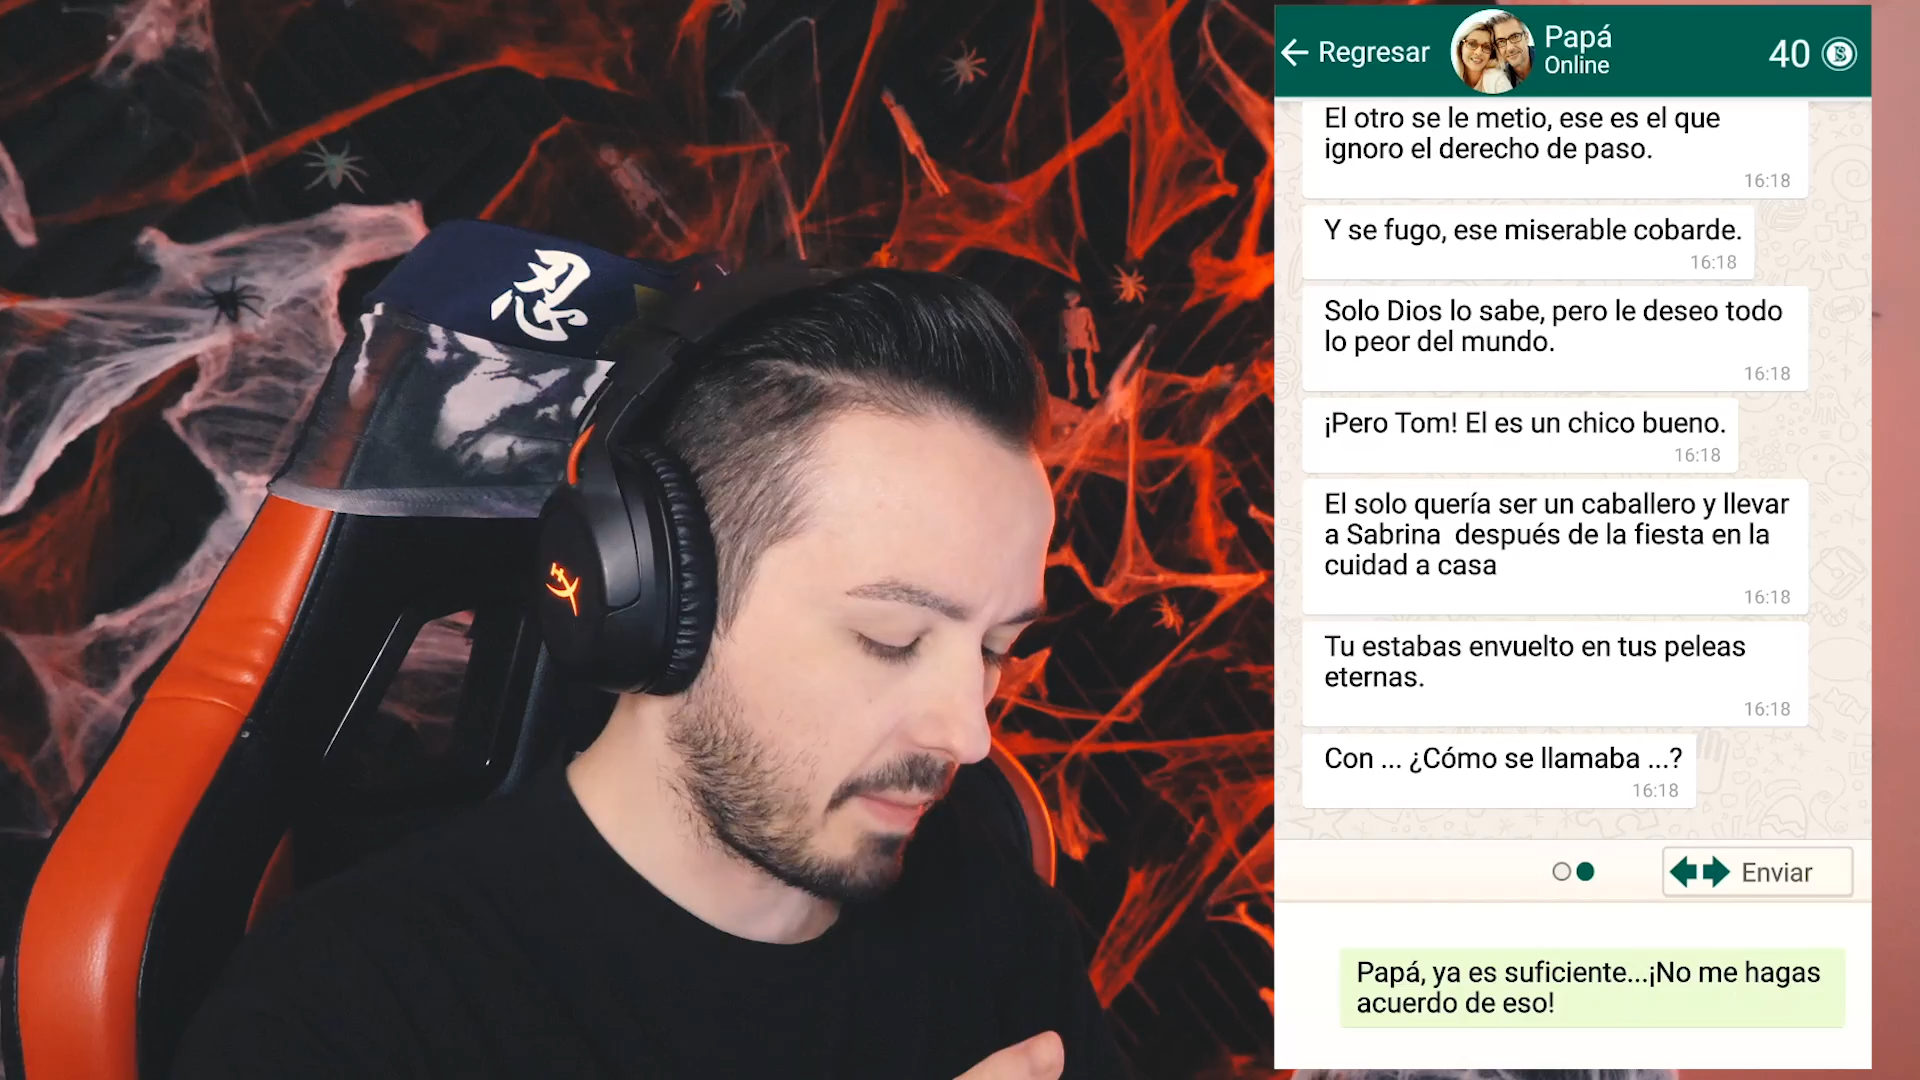 忍
Regresar
Papá
Online
40
El otro se le metio, ese es el que
ignoro el derecho de paso.
16:18
Y se fugo, ese miserable cobarde.
16:18
Solo Dios lo sabe, pero le deseo todo
lo peor del mundo.
16:18
¡Pero Tom! El es un chico bueno.
16:18
El solo quería ser un caballero y llevar
a Sabrina  después de la fiesta en la
cuidad a casa
16:18
Tu estabas envuelto en tus peleas
eternas.
16:18
Con ... ¿Cómo se llamaba ...?
16:18
Enviar
Papá, ya es suficiente...¡No me hagas
acuerdo de eso!